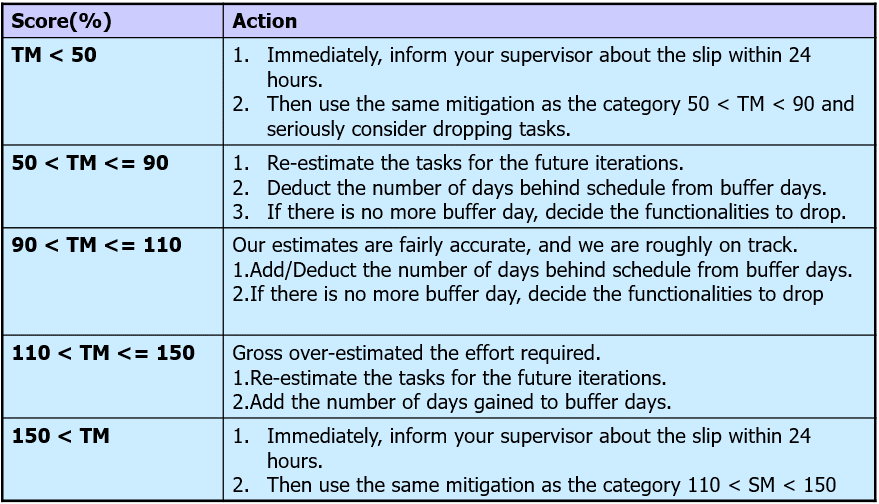 Score(%) Action
TM < 50 1. Immediately, inform your supervisor about the slip within 24
hours.
2. Then use the same mitigation as the category 50 < TM < 90 and
seriously consider dropping tasks.
50 < TM <= 90 1. Re-estimate the tasks for the future iterations.
2. Deduct the number of days behind schedule from buffer days.
3. If there is no more buffer day, decide the functionalities to drop.
90 < TM <= 110 Our estimates are fairly accurate, and we are roughly on track.
1.Add/Deduct the number of days behind schedule from buffer days.
2.If there is no more buffer day, decide the functionalities to drop
110 < TM <= 150 Gross over-estimated the effort required.
1.Re-estimate the tasks for the future iterations.
2.Add the number of days gained to buffer days.
150 < TM 1. Immediately, inform your supervisor about the slip within 24
hours.
2. Then use the same mitigation as the category 110 < SM < 150